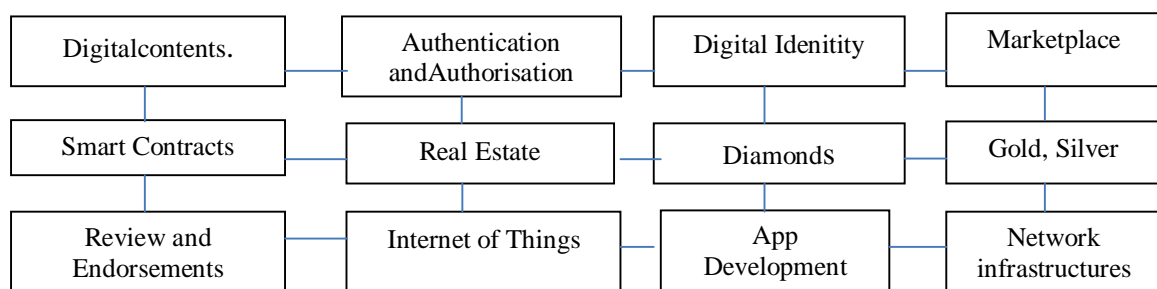 Digitalcontents.
Authentication
andAuthorisation
Digital Idenitity
Marketplace
Smart Contracts
Real Estate
Diamonds
Gold, Silver
Review and
Endorsements
Internet of Things
App
Development
Network
infrastructures